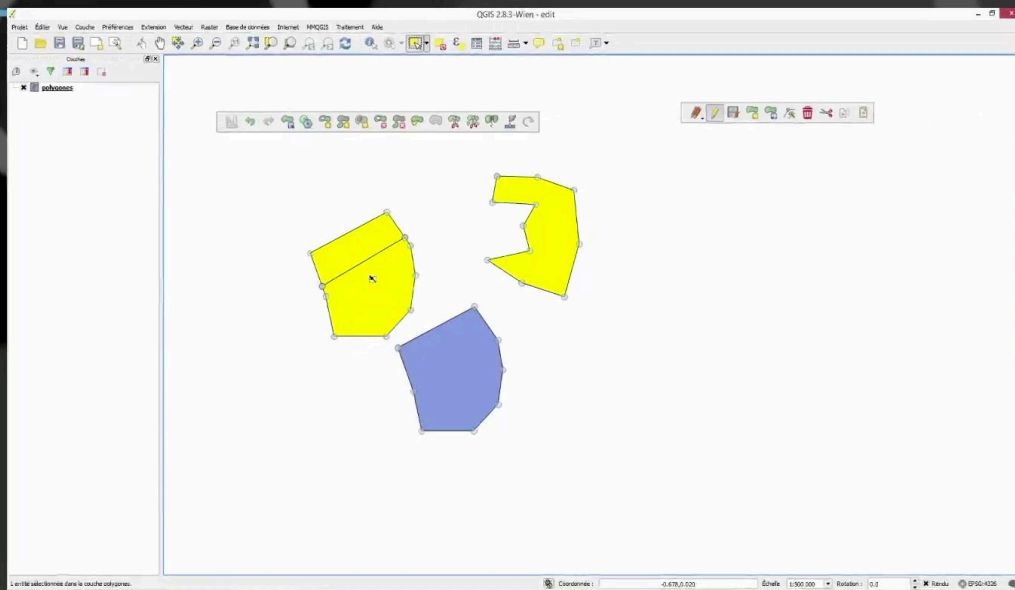 QGIS 2.8.3-Wien - edit
Projet Éditer Vue Couche Préférences Extension Vecteur Raster Base de données Internet MMQGIS Traitement Aide
Couches
polygones
1 entité sélectionnée dans la couche polygones.
Coordonnée : -0.678,0.020 Échelle 1:500 000 Rotation : 0.0 Rendu EPSG:4326